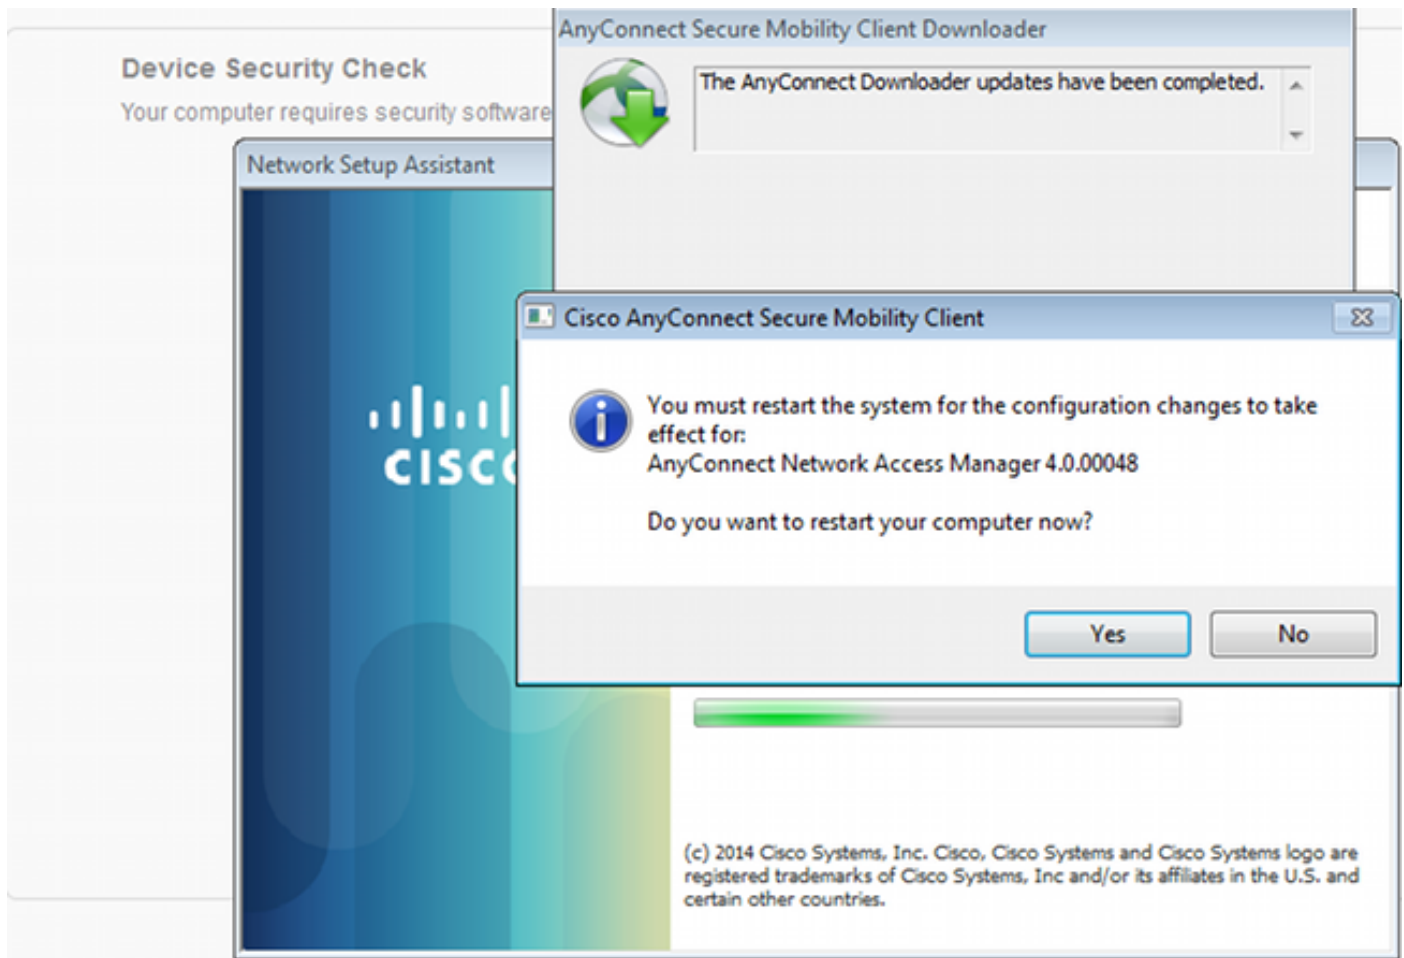 Device Security Check
Your computer requires security software
AnyConnect Secure Mobility Client Downloader
The AnyConnect Downloader updates have been completed.
Network Setup Assistant
Cisco AnyConnect Secure Mobility Client
You must restart the system for the configuration changes to take
effect for:
AnyConnect Network Access Manager 4.0.00048
Do you want to restart your computer now?
Yes
No
CISC
(c) 2014 Cisco Systems, Inc. Cisco, Cisco Systems and Cisco Systems logo are
registered trademarks of Cisco Systems, Inc and/or its affiliates in the U.S. and
certain other countries.